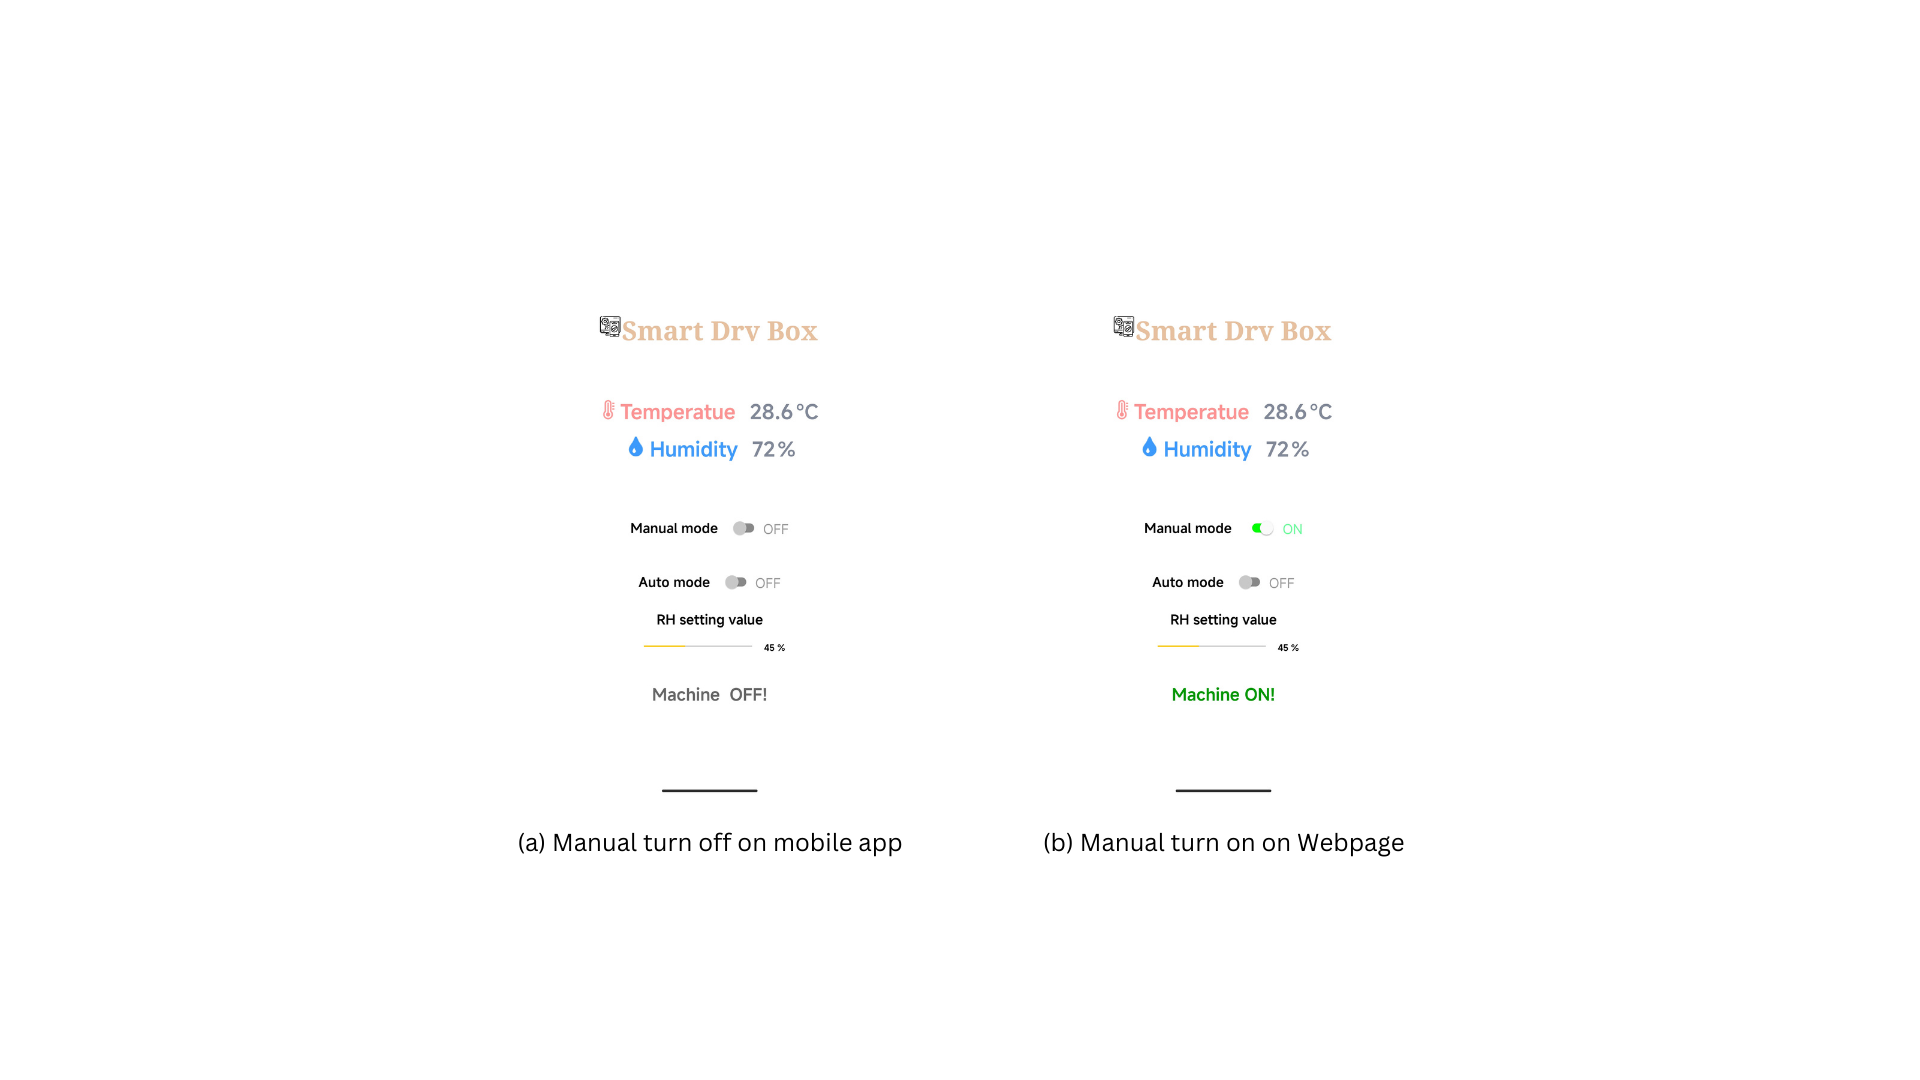 Smart Dry Box
Temperatue 28.6 °C
Humidity 72 %
Manual mode OFF
Auto mode OFF
RH setting value
45 %
Machine OFF!
(a) Manual turn off on mobile app
Smart Dry Box
Temperatue 28.6 °C
Humidity 72 %
Manual mode ON
Auto mode OFF
RH setting value
45 %
Machine ON!
(b) Manual turn on on Webpage